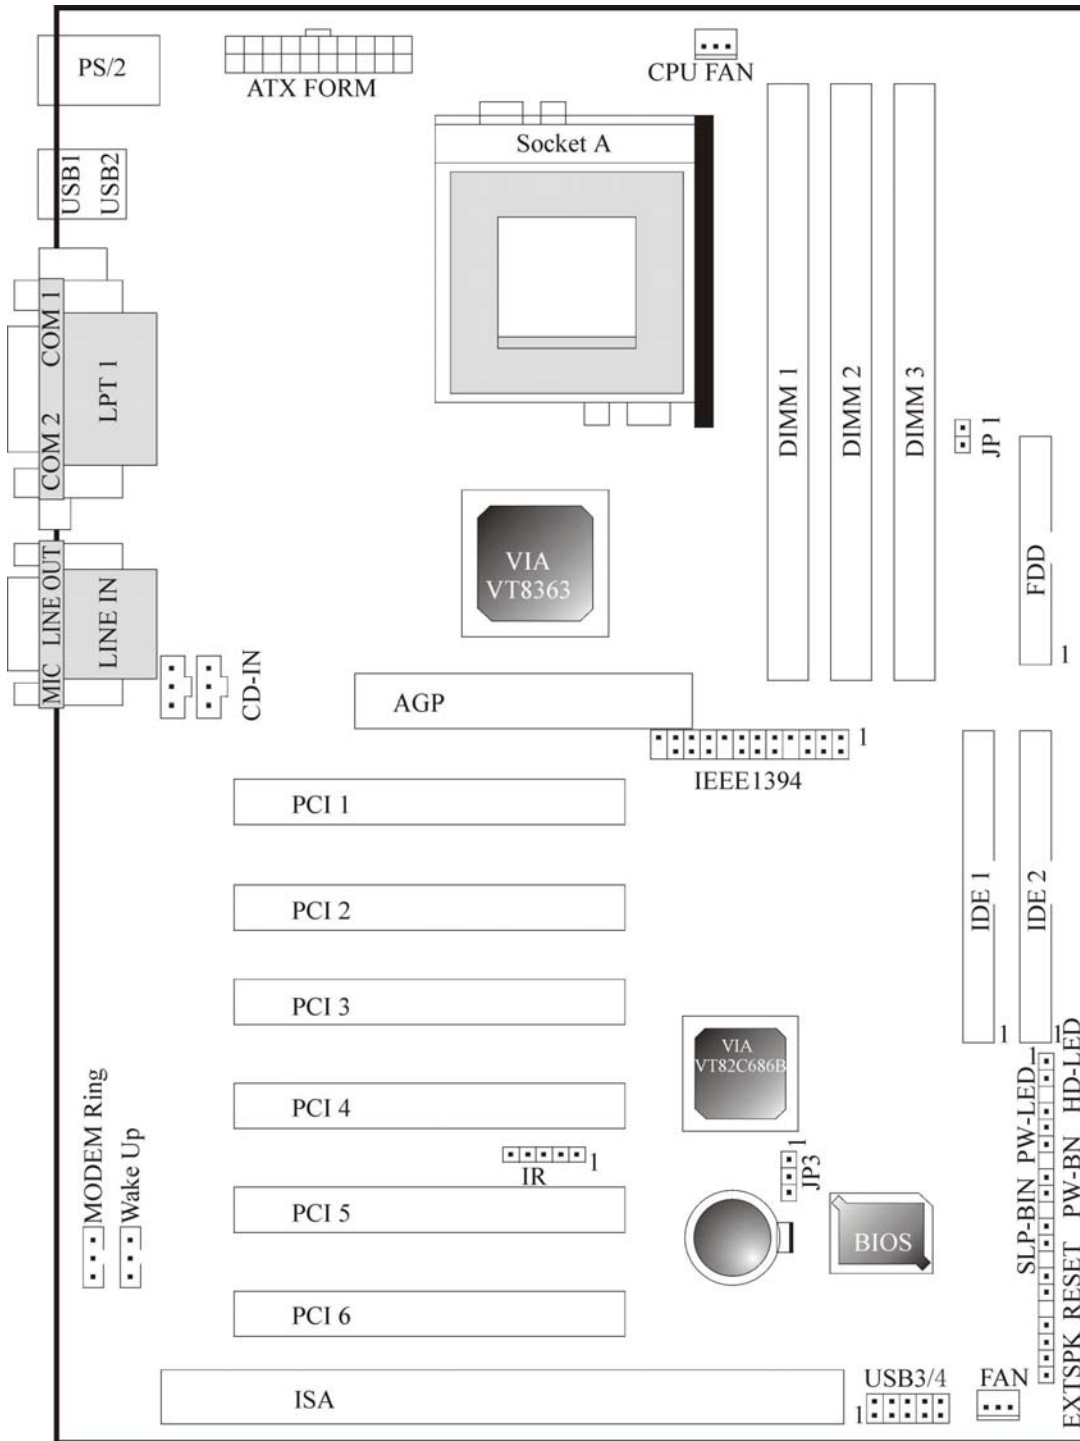 PS/2
ATX FORM
CPU FAN
USB1
USB2
Socket A
COM 1
COM 2
LPT 1
DIMM 1
DIMM 2
DIMM 3
JP 1
FDD
1
VIA
VT8363
LINE OUT
MIC
LINE IN
CD-IN
AGP
IEEE1394
1
PCI 1
PCI 2
PCI 3
PCI 4
PCI 5
PCI 6
IDE 1
1
IDE 2
1
VIA
VT82C686B
1
HD-LED
PW-LED
PW-BN
SLP-BIN
RESET
EXTSPK
MODEM Ring
Wake Up
IR
1
JP3
1
BIOS
ISA
USB3/4
1
FAN